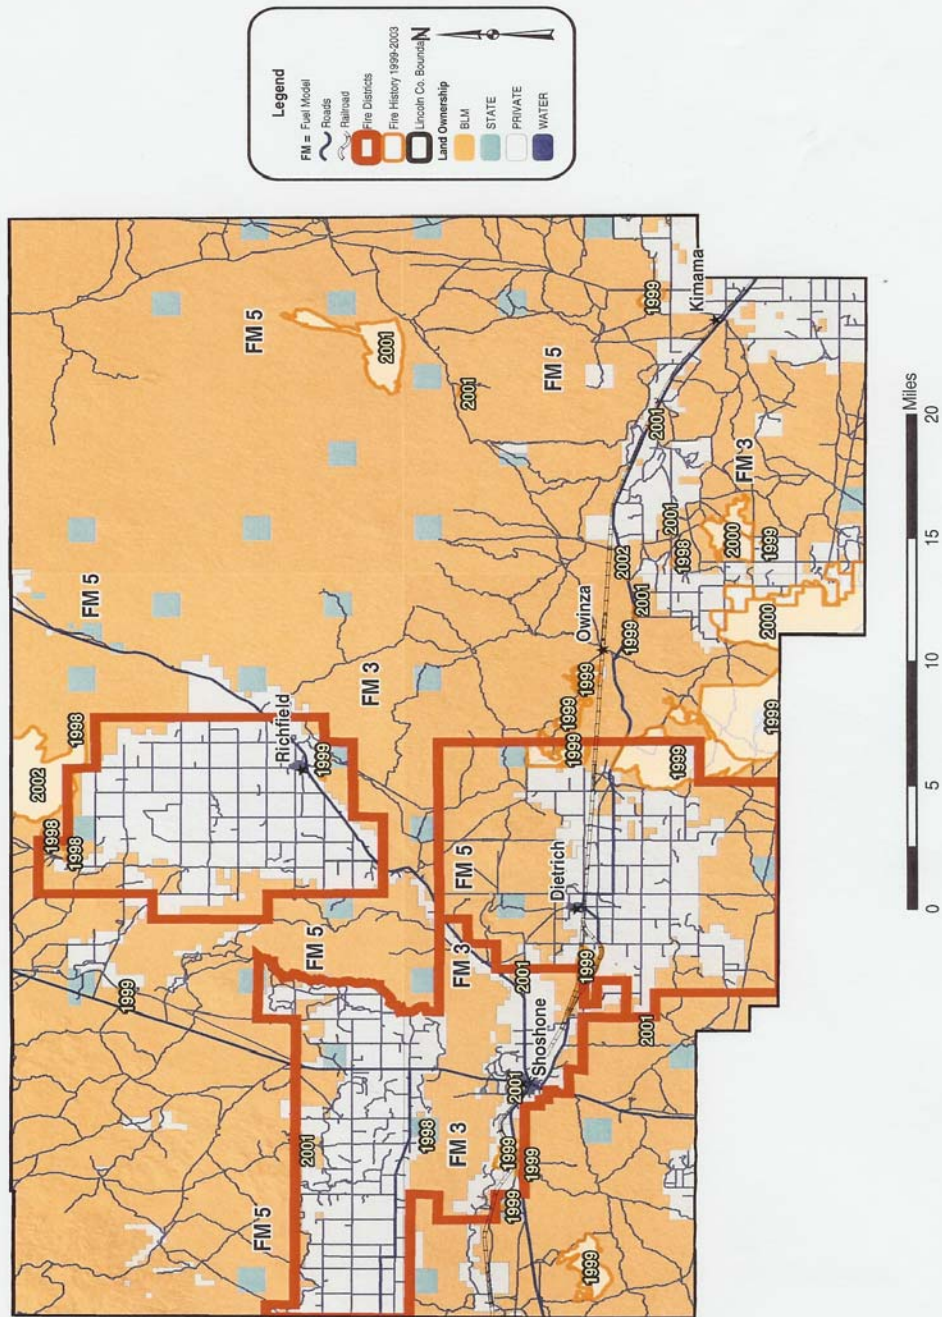 Legend
FM = Fuel Model
Roads
Railroad
Fire Districts
Fire History 1999-2003
Lincoln Co. Bounda
N
Land Ownership
BLM
STATE
PRIVATE
WATER
2002
1998
1998
1998
FM 5
1999
FM 5
FM 5
2001
Richfield
1999
FM 5
FM 3
2001
1998
FM 3
FM 3
FM 5
2001
FM 5
1999
1999
2001
Shoshone
2001
1999
Dietrich
1999
1999
1999
1999
Owinza
1999
1999
2001
1999
2002
2001
2001
1999
2001
1998
1999
Kimama
2000
FM 3
2000
1999
1999
0 5 10 15 20
Miles